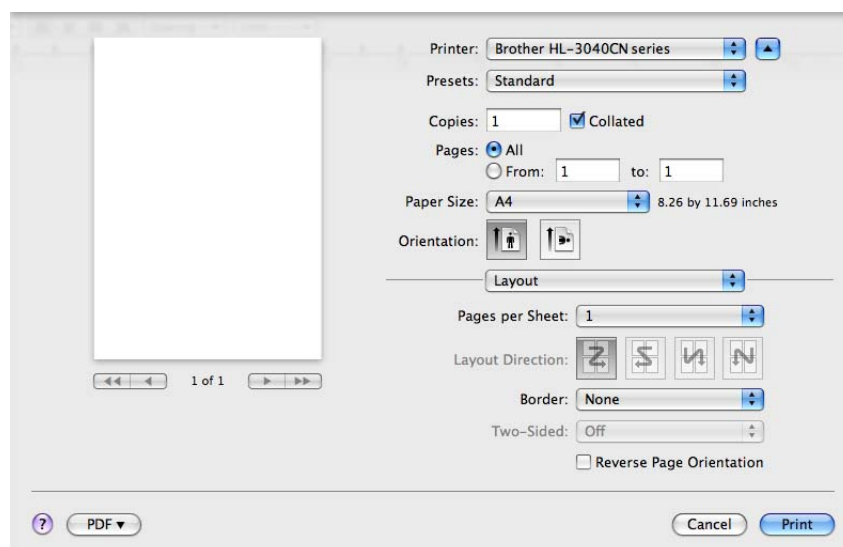 Printer: Brother HL-3040CN series
Presets: Standard
Copies: 1 Collated
Pages: All
From: 1 to: 1
Paper Size: A4 8.26 by 11.69 inches
Orientation:
Layout
Pages per Sheet: 1
Layout Direction:
1 of 1
Border: None
Two-Sided: Off
Reverse Page Orientation
? PDF ▼ Cancel Print